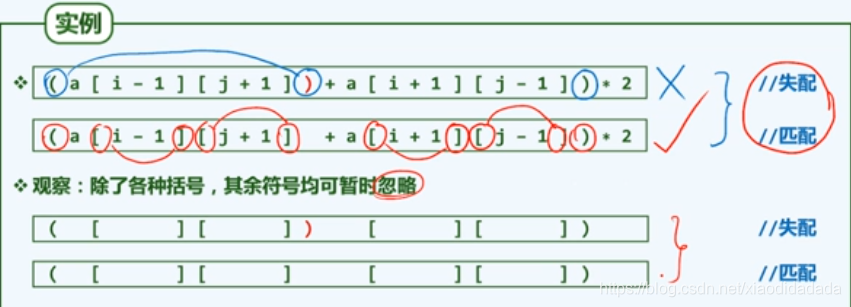 实例
❖ ( a [ i - 1 ] [ j + 1 ] ) + a [ i + 1 ] [ j - 1 ] ) * 2 //失配
( a [ i - 1 ] [ j + 1 ] + a [ i + 1 ] [ j - 1 ] ) * 2 //匹配
❖ 观察：除了各种括号，其余符号均可暂时忽略
( [ ] [ ] ) [ ] [ ] ) //失配
( [ ] [ ] [ ] [ ] ) //匹配
https://blog.csdn.net/xiaodidadada